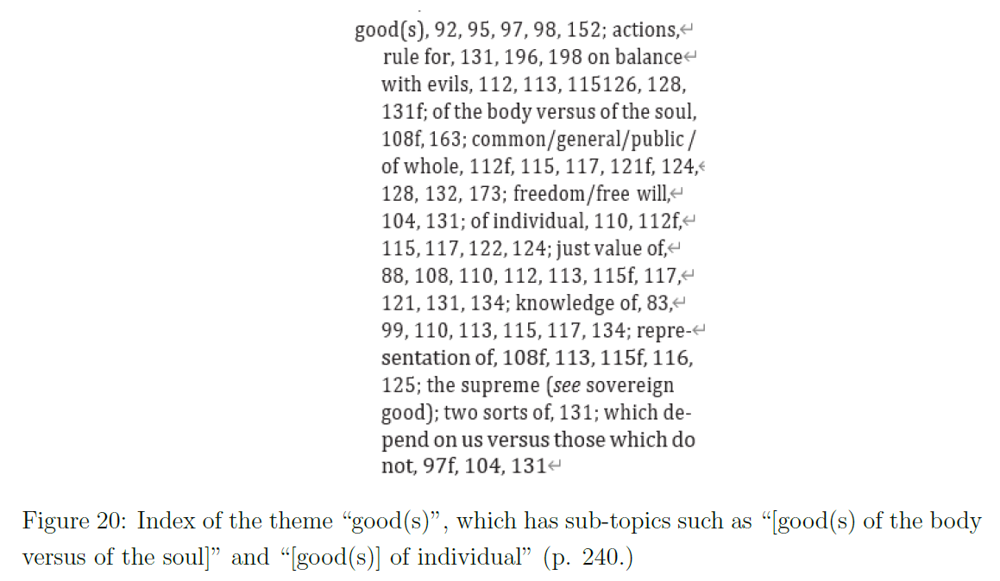 good(s), 92, 95, 97, 98, 152; actions,↵
rule for, 131, 196, 198 on balance↵
with evils, 112, 113, 115126, 128,
131f; of the body versus of the soul,
108f, 163; common/general/public/
of whole, 112f, 115, 117, 121f, 124,↵
128, 132, 173; freedom/free will,↵
104, 131; of individual, 110, 112f,↵
115, 117, 122, 124; just value of,↵
88, 108, 110, 112, 113, 115f, 117,↵
121, 131, 134; knowledge of, 83,↵
99, 110, 113, 115, 117, 134; repre-↵
sentation of, 108f, 113, 115f, 116,
125; the supreme (see sovereign
good); two sorts of, 131; which de-
pend on us versus those which do
not, 97f, 104, 131↵
Figure 20: Index of the theme “good(s)”, which has sub-topics such as “[good(s) of the body
versus of the soul]” and “[good(s)] of individual” (p. 240.)